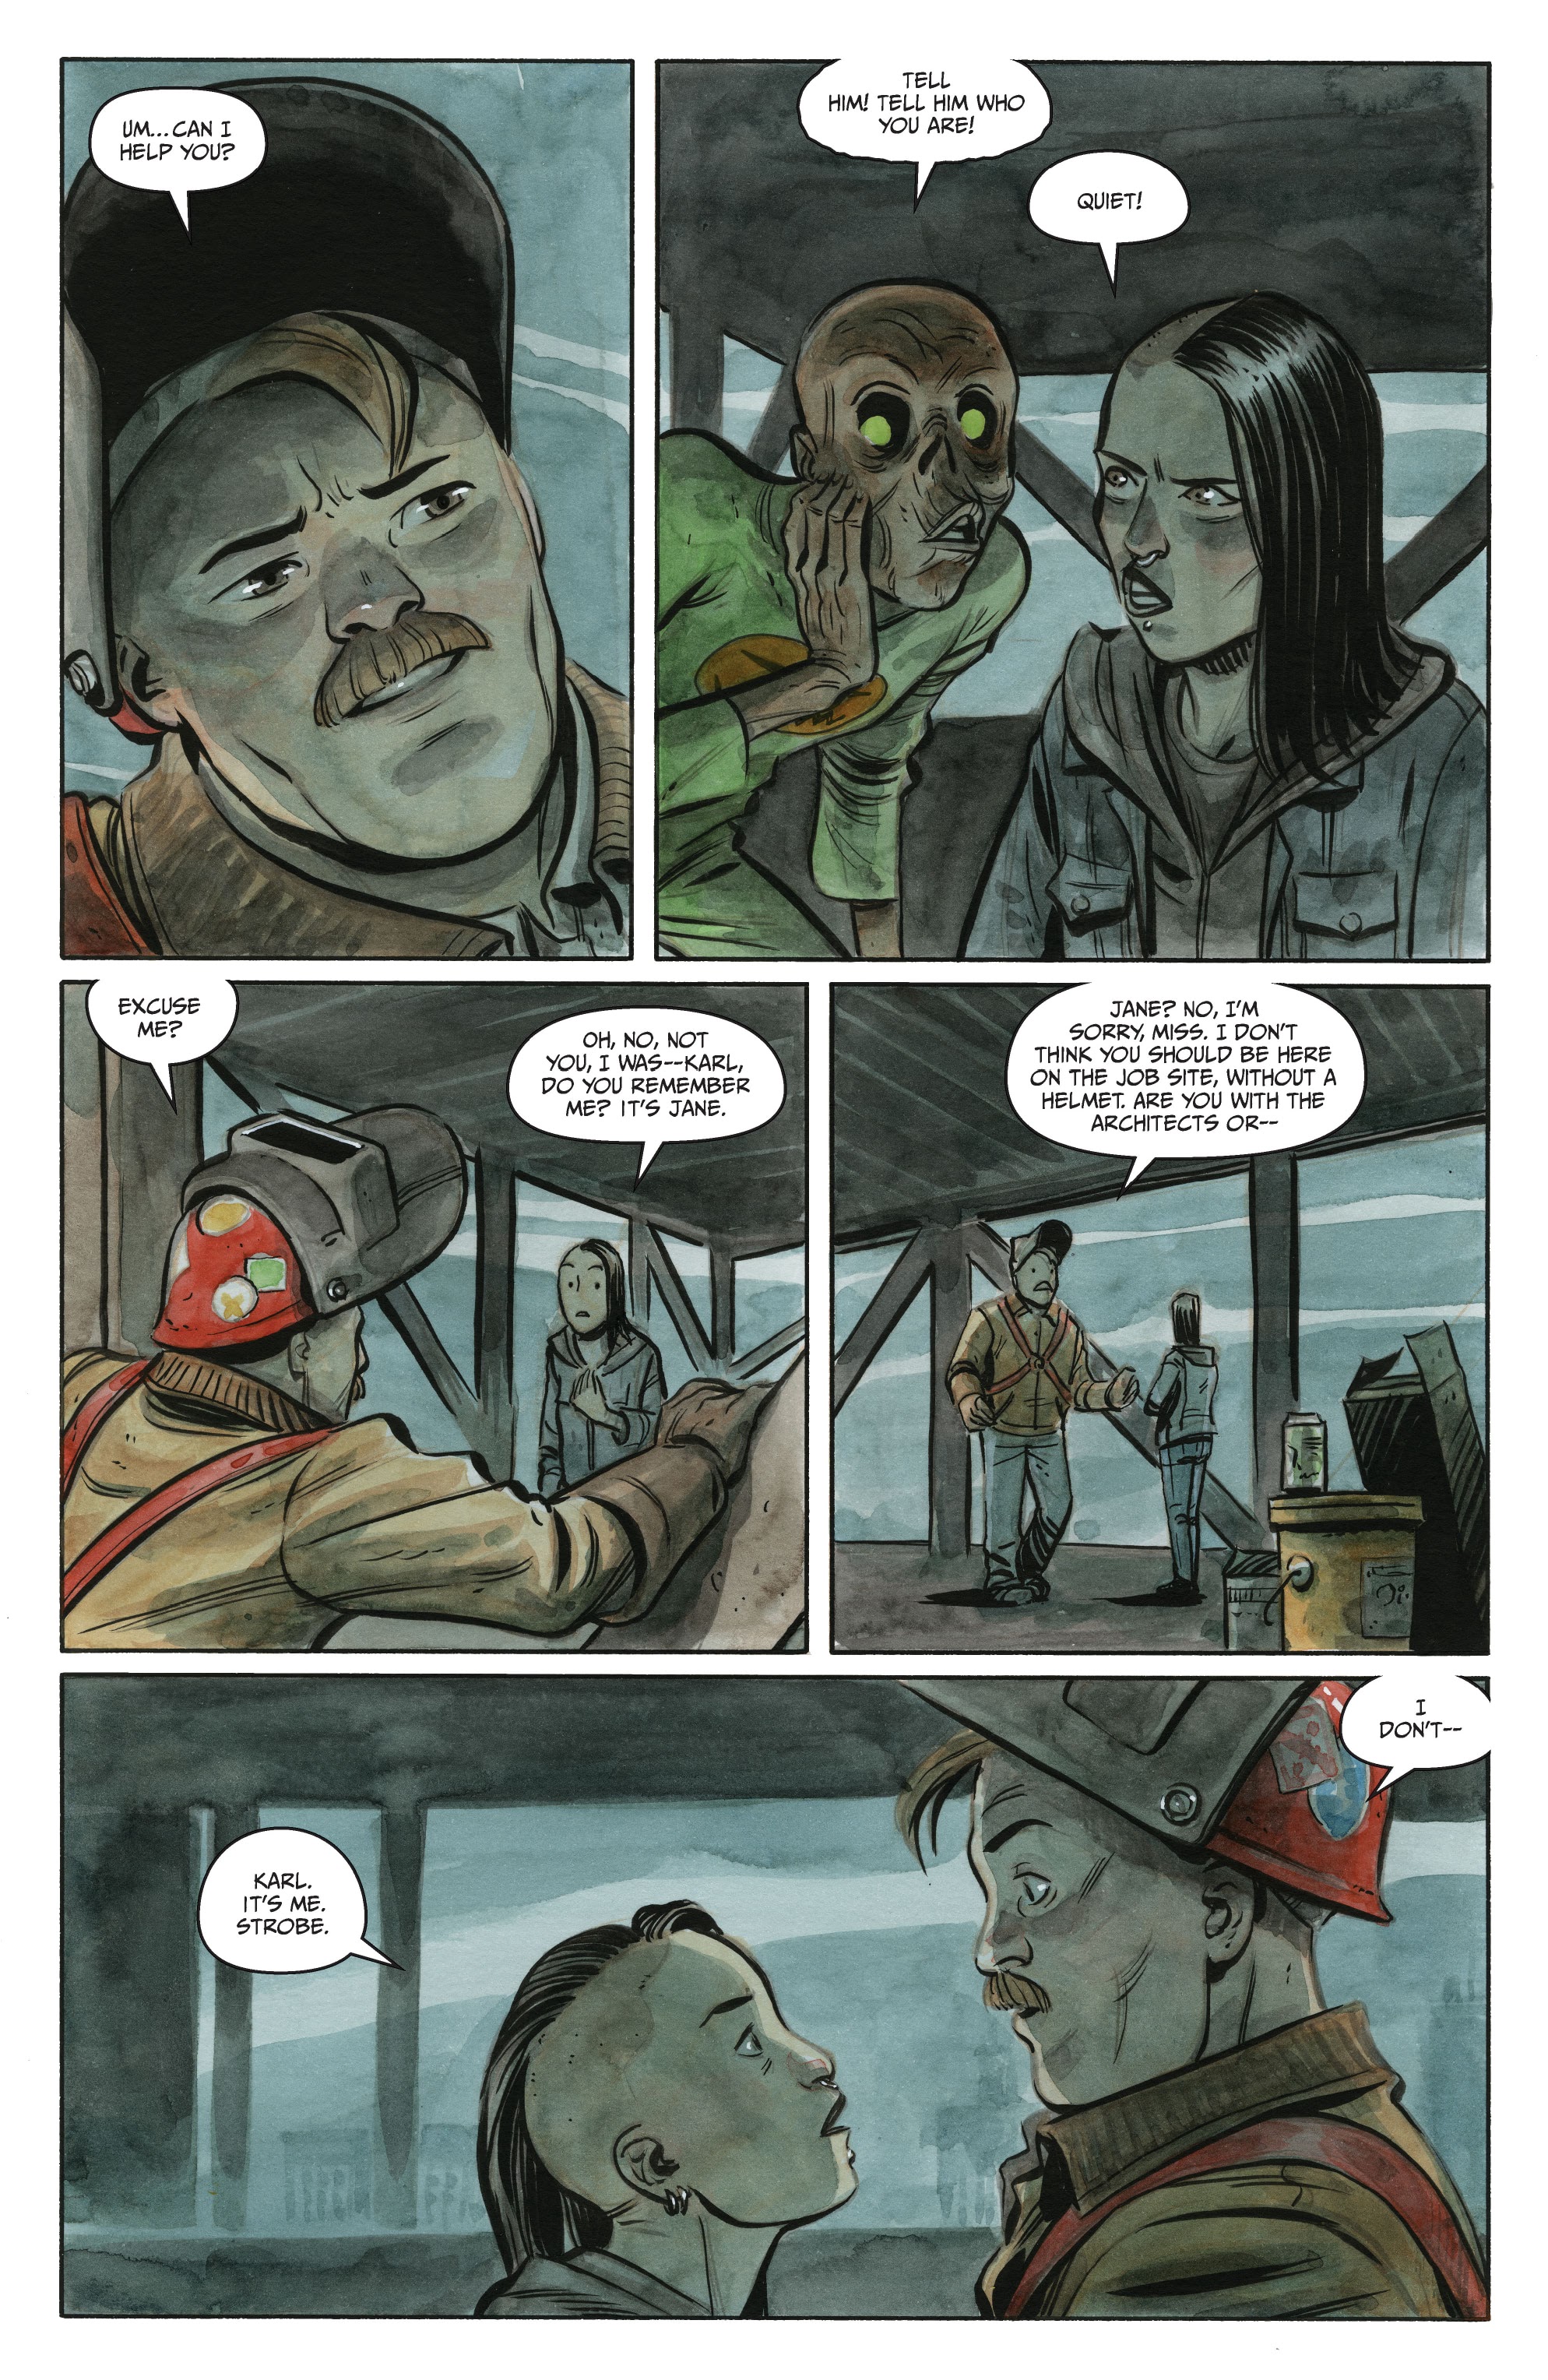 UM...CAN I
HELP YOU?
TELL
HIM! TELL HIM WHO
YOU ARE!
QUIET!
EXCUSE
ME?
OH, NO, NOT
YOU, I WAS--KARL,
DO YOU REMEMBER
ME? IT'S JANE.
JANE? NO, I'M
SORRY, MISS. I DON'T
THINK YOU SHOULD BE HERE
ON THE JOB SITE, WITHOUT A
HELMET. ARE YOU WITH THE
ARCHITECTS OR--
KARL.
IT'S ME.
STROBE.
I
DON'T--